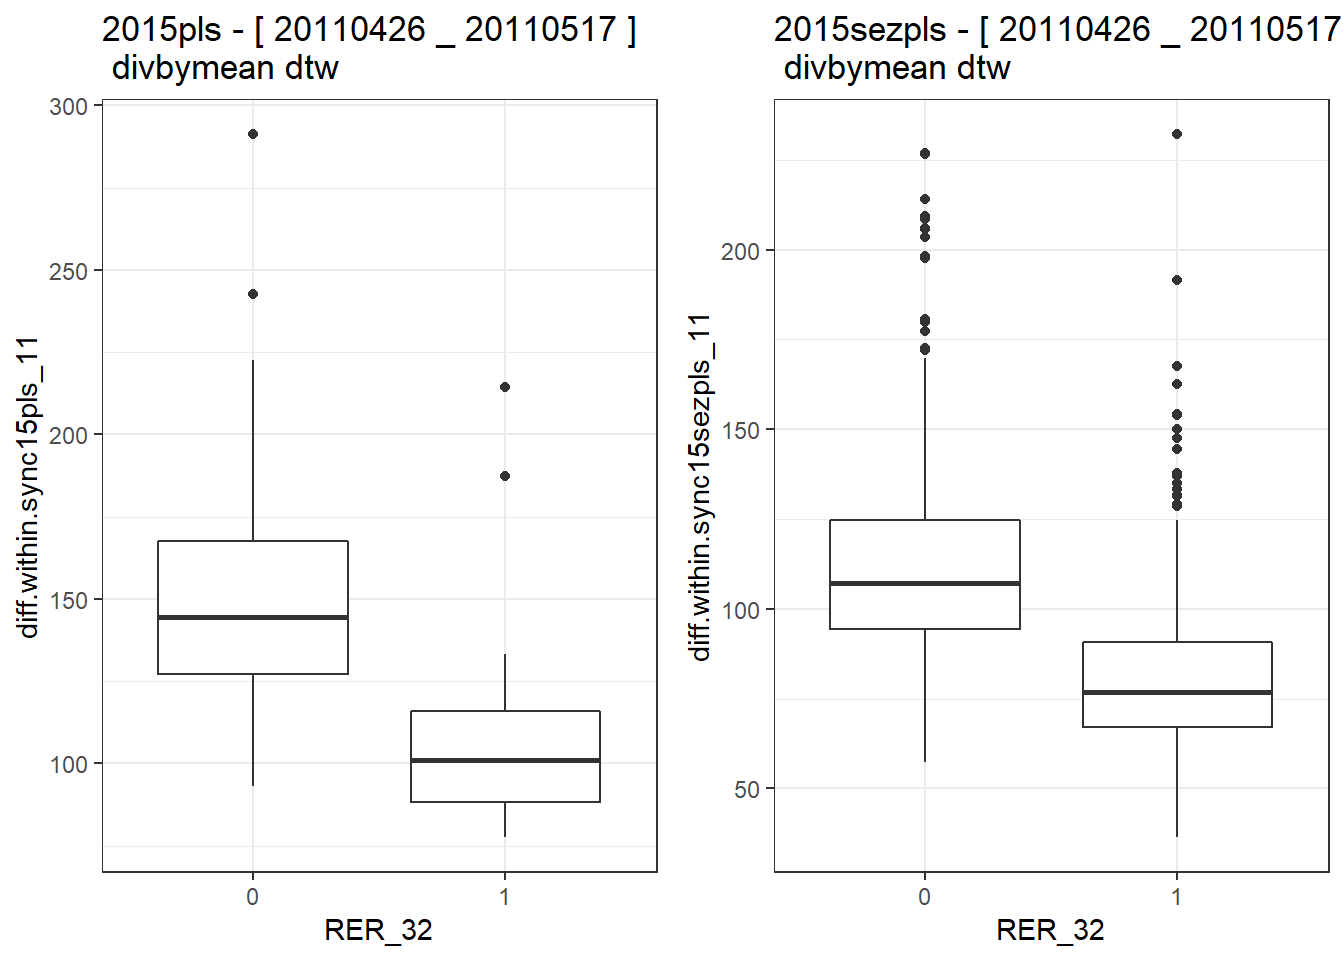 2015pls - [ 20110426 _ 20110517 ]
divbymean dtw
300
250
200
150
100
diff.within.sync15pls_11
0
1
RER_32
2015sezpls - [ 20110426 _ 20110517
divbymean dtw
200
150
100
50
diff.within.sync15sezpls_11
0
1
RER_32